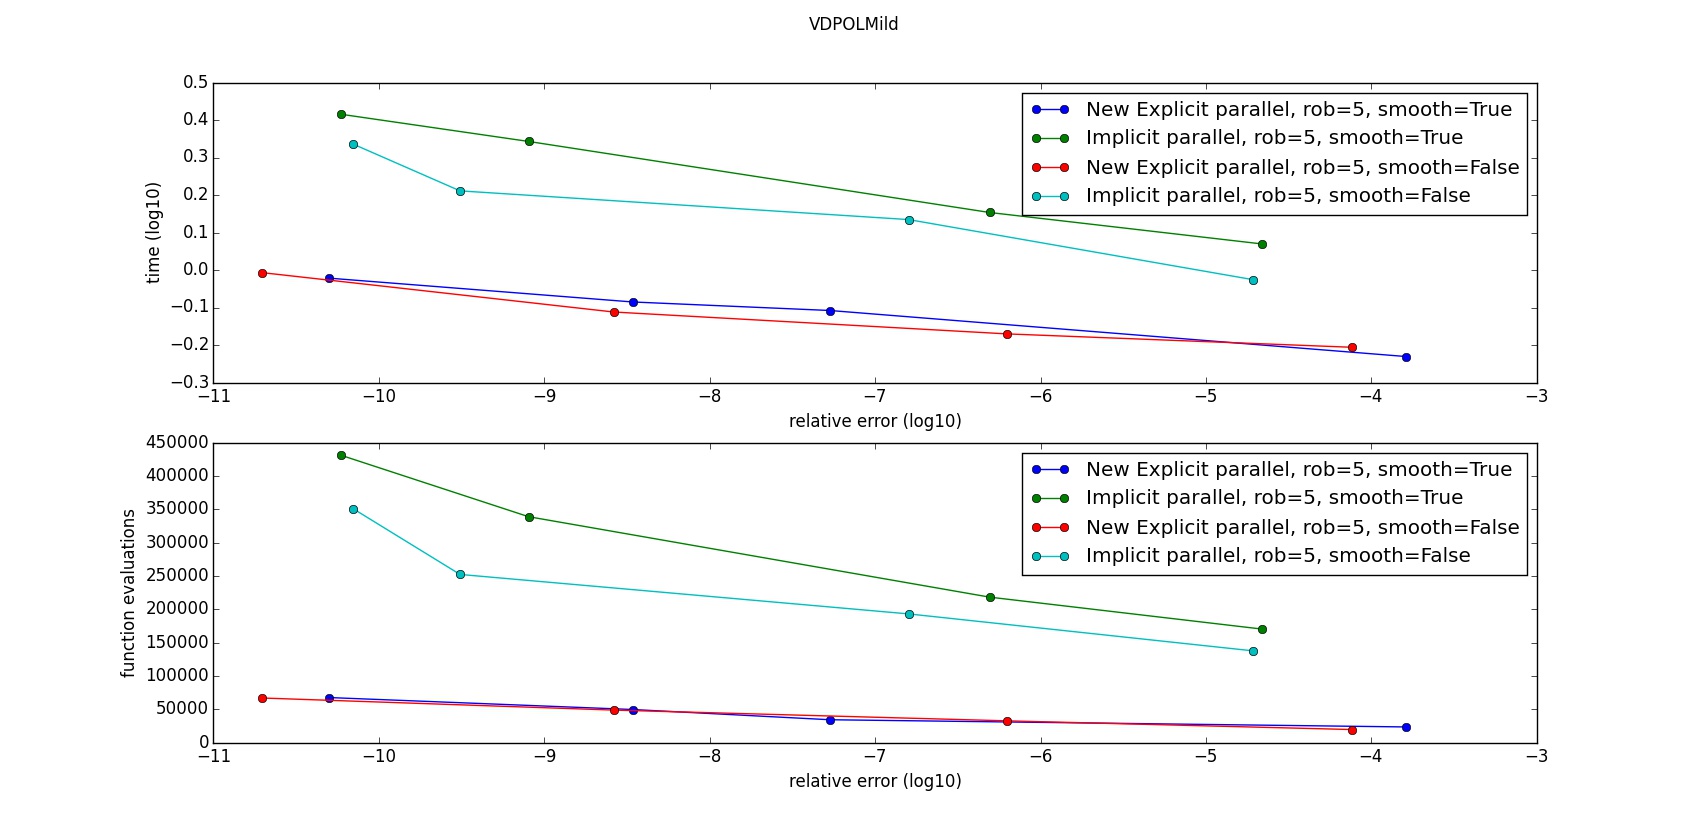 VDPOLMild
0.5
0.4
0.3
0.2
0.1
0.0
−0.1
−0.2
−0.3
time (log10)
New Explicit parallel, rob=5, smooth=True
Implicit parallel, rob=5, smooth=True
New Explicit parallel, rob=5, smooth=False
Implicit parallel, rob=5, smooth=False
−11 −10 −9 −8 −7 −6 −5 −4 −3
relative error (log10)
450000
400000
350000
300000
250000
200000
150000
100000
50000
0
function evaluations
New Explicit parallel, rob=5, smooth=True
Implicit parallel, rob=5, smooth=True
New Explicit parallel, rob=5, smooth=False
Implicit parallel, rob=5, smooth=False
−11 −10 −9 −8 −7 −6 −5 −4 −3
relative error (log10)